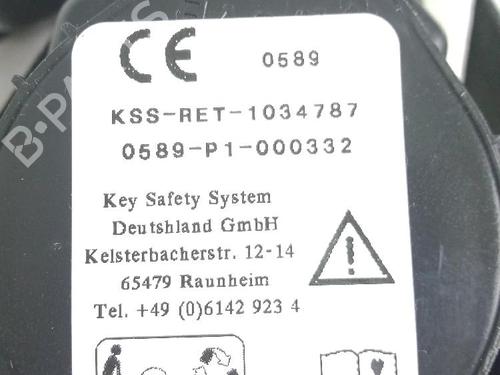 CE 0589
KSS-RET-1034787
0589-P1-000332
Key Safety System
Deutshland GmbH
Kelsterbacherstr. 12-14
65479 Raunheim
Tel. +49 (0)6142 923 4